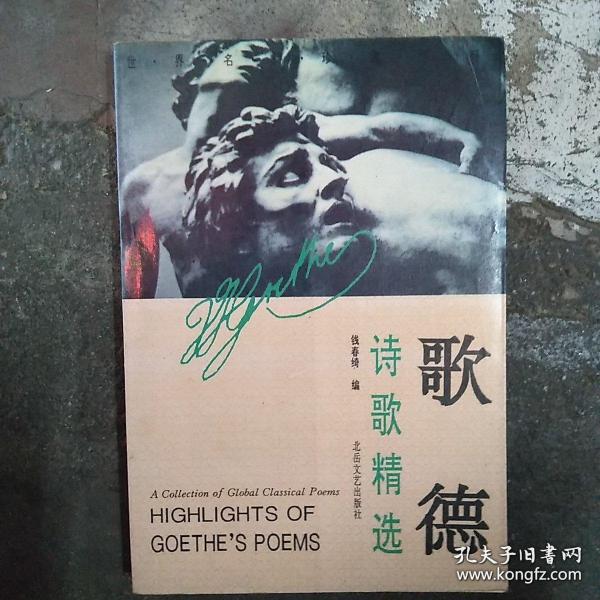 世·界·名
Goethe
歌德
诗歌精选
钱春绮 编
北岳文艺出版社
A Collection of Global Classical Poems
HIGHLIGHTS OF
GOETHE'S POEMS
孔夫子旧书网
www.kongfz.com